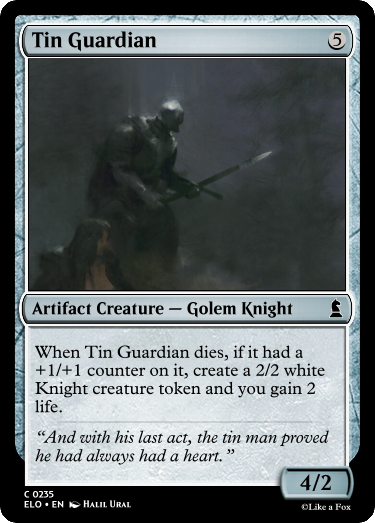 Tin Guardian 5
Artifact Creature — Golem Knight
When Tin Guardian dies, if it had a
+1/+1 counter on it, create a 2/2 white
Knight creature token and you gain 2
life.
“And with his last act, the tin man proved
he had always had a heart.”
4/2
C 0235
ELO • EN Halil Ural
©Like a Fox